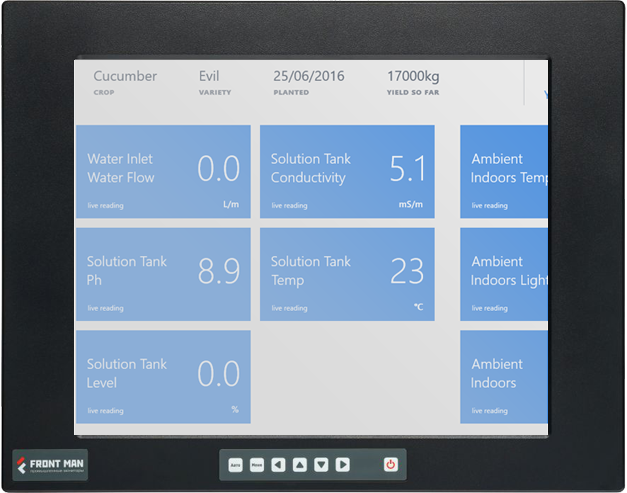 Cucumber Evil 25/06/2016 17000kg
CROP VARIETY PLANTED YIELD SO FAR
Water Inlet
Water Flow
0.0
live reading
L/m
Solution Tank
Conductivity
5.1
live reading
mS/m
Ambient
Indoors Temp
live reading
Solution Tank
Ph
8.9
live reading
Solution Tank
Temp
23
live reading
°C
Ambient
Indoors Light
live reading
Solution Tank
Level
0.0
live reading
%
Ambient
Indoors
live reading
FRONT MAN
Auto Move